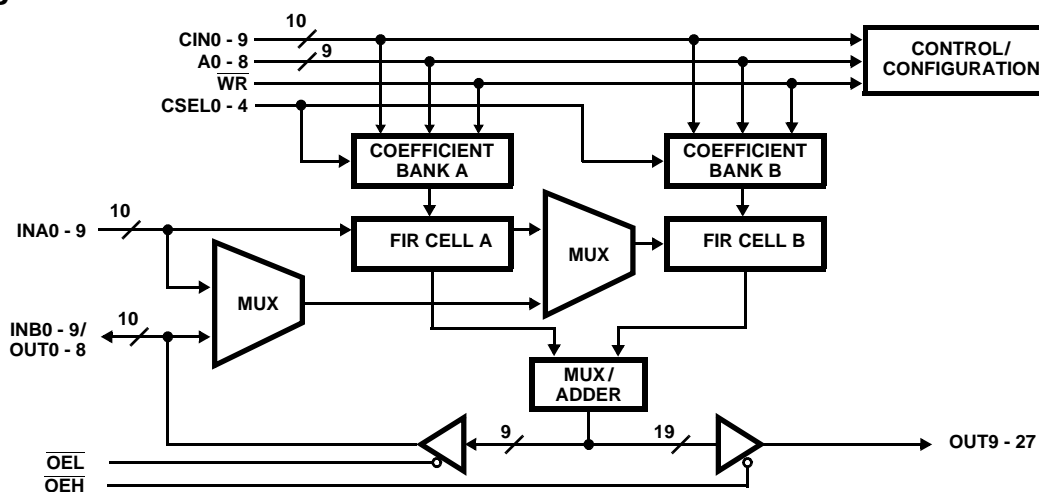 10
CIN0 - 9
9
A0 - 8
WR
CSEL0 - 4
CONTROL/
CONFIGURATION
COEFFICIENT
BANK A
COEFFICIENT
BANK B
10
INA0 - 9
FIR CELL A
MUX
FIR CELL B
MUX
10
INB0 - 9/
OUT0 - 8
MUX /
ADDER
9
19
OUT9 - 27
OEL
OEH